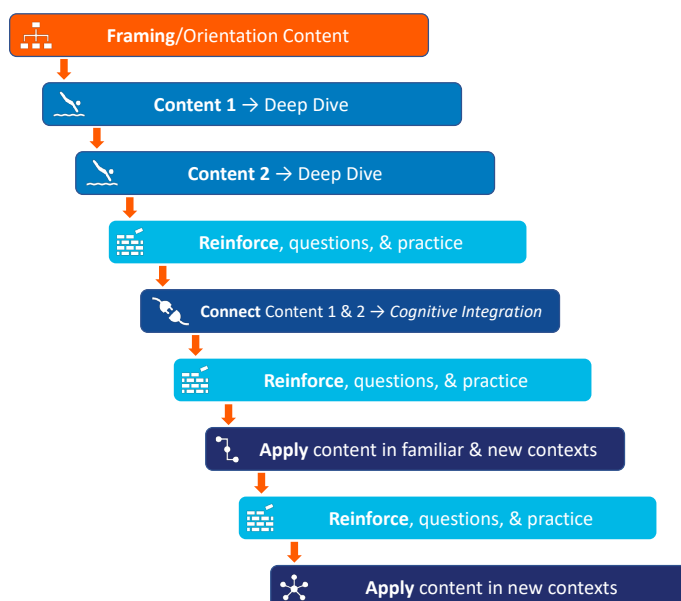 Framing/Orientation Content
Content 1 → Deep Dive
Content 2 → Deep Dive
Reinforce, questions, & practice
Connect Content 1 & 2 → Cognitive Integration
Reinforce, questions, & practice
Apply content in familiar & new contexts
Reinforce, questions, & practice
Apply content in new contexts